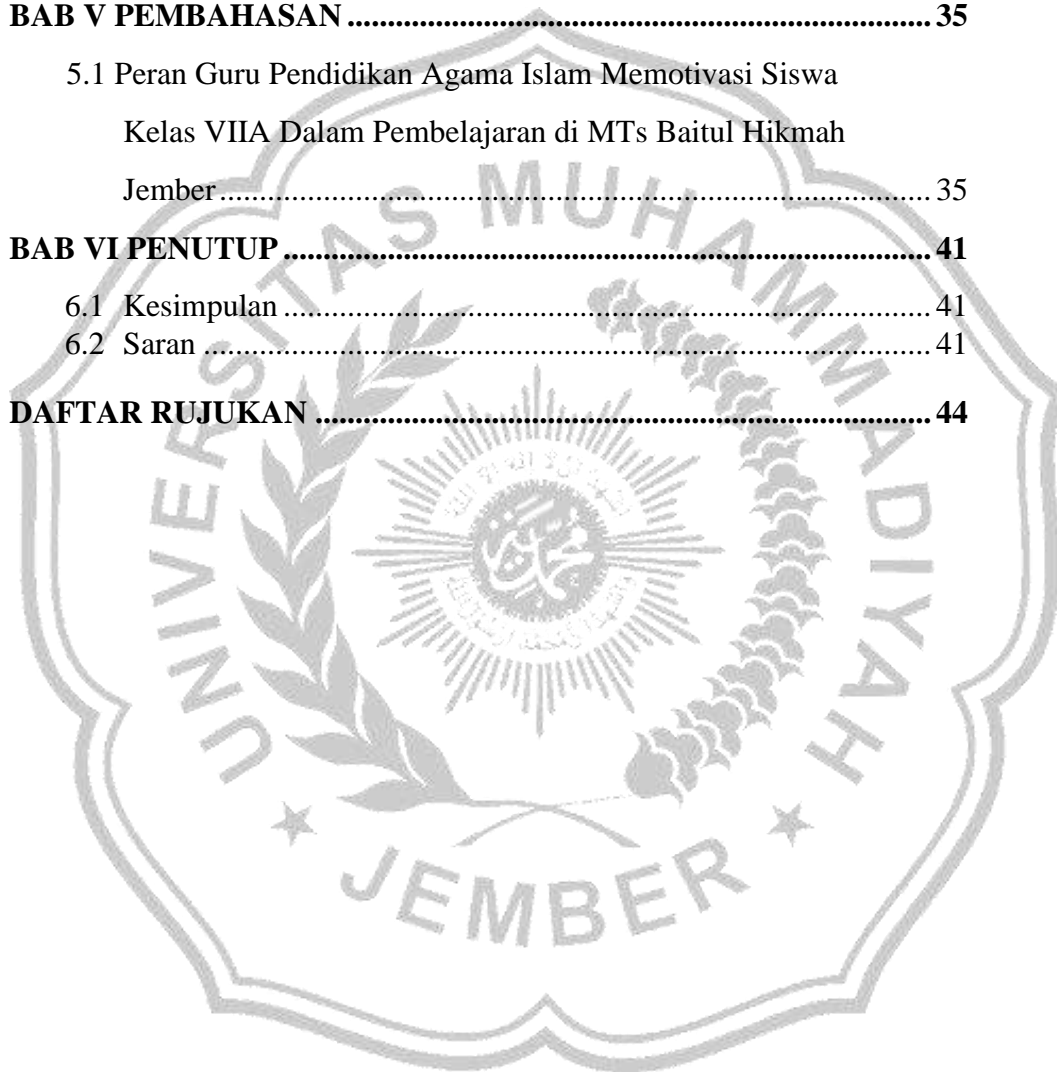 BAB V PEMBAHASAN ........................................................................... 35
5.1 Peran Guru Pendidikan Agama Islam Memotivasi Siswa
Kelas VIIA Dalam Pembelajaran di MTs Baitul Hikmah
Jember ........................................................................................... 35
BAB VI PENUTUP ................................................................................... 41
6.1 Kesimpulan ................................................................................... 41
6.2 Saran ............................................................................................. 41
DAFTAR RUJUKAN ............................................................................... 44
UNIVERSITAS MUHAMMADIYAH
JEMBER